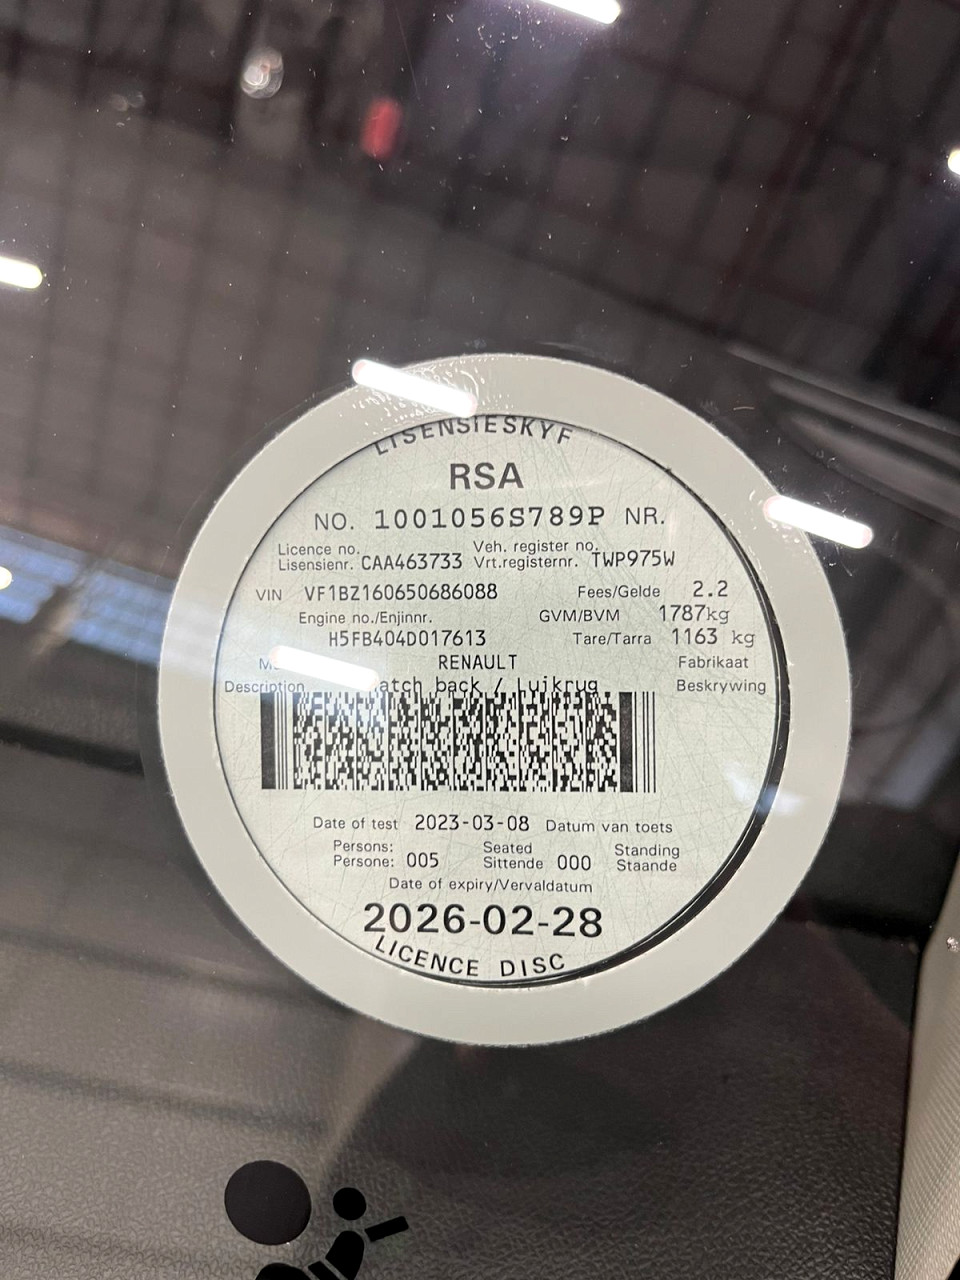 LISENSIESKYF
RSA
NO. 1001056S789P NR.
Licence no. Veh. register no.
Lisensienr. CAA463733 Vrt.registernr. TWP975W
VIN VF1BZ160650686088 Fees/Gelde 2.2
Engine no./Enjinnr. GVM/BVM 1787kg
H5FB404D017613 Tare/Tarra 1163 kg
RENAULT Fabrikaat
Description back / Luikrug Beskrywing
Date of test 2023-03-08 Datum van toets
Persons: Seated Standing
Persone: 005 Sittende 000 Staande
Date of expiry/Vervaldatum
2026-02-28
LICENCE DISC